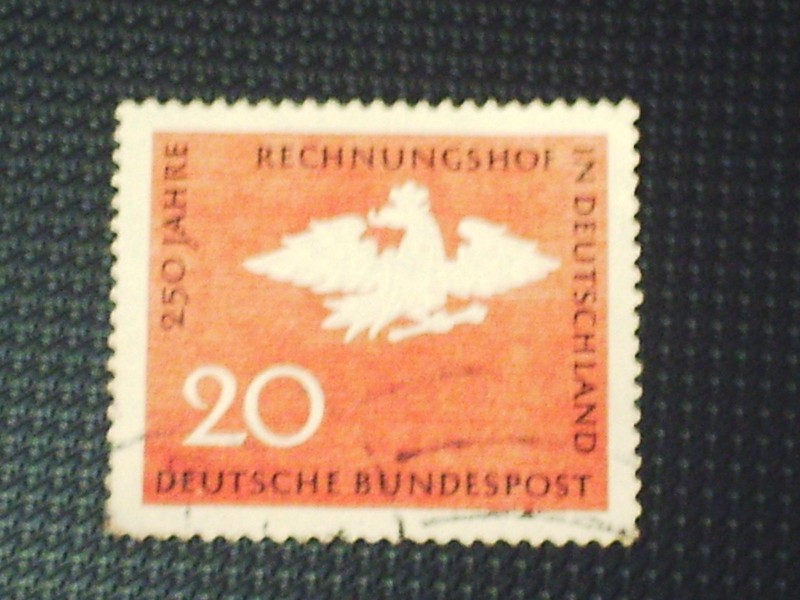 250 JAHRE
RECHNUNGSHOF
IN DEUTSCHLAND
20
DEUTSCHE BUNDESPOST